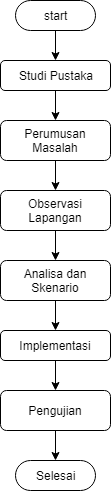 start
Studi Pustaka
Perumusan
Masalah
Observasi
Lapangan
Analisa dan
Skenario
Implementasi
Pengujian
Selesai